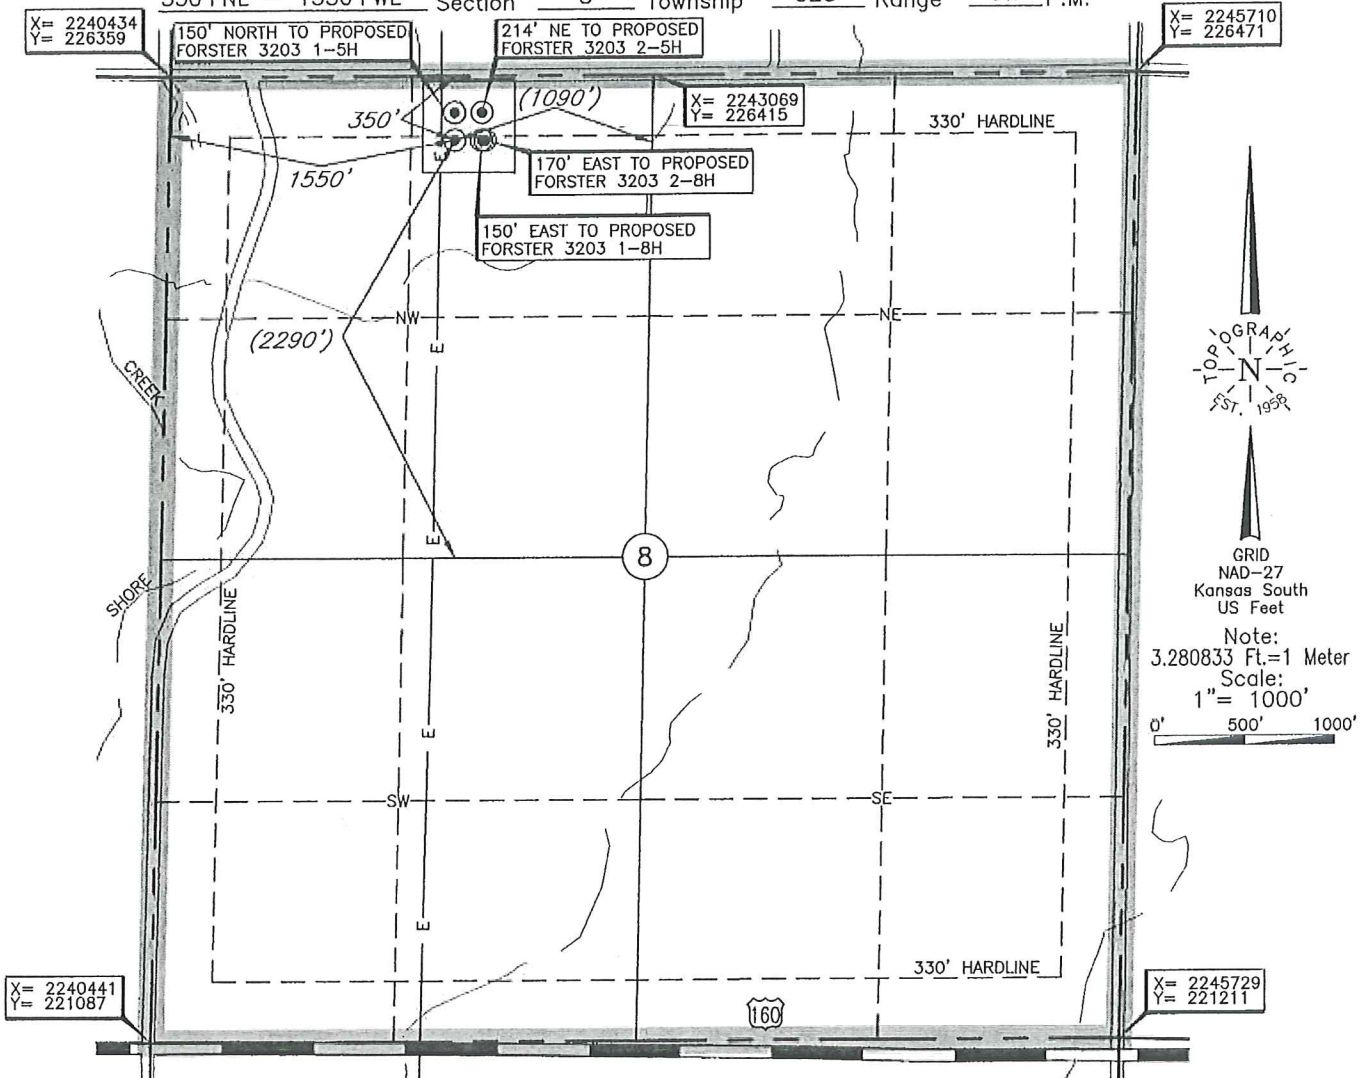 Section
Township
Range
P.M.
X= 2240434
Y= 226359
150' NORTH TO PROPOSED
FORSTER 3203 1-5H
214' NE TO PROPOSED
FORSTER 3203 2-5H
X= 2245710
Y= 226471
350'
(1090')
X= 2243069
Y= 226415
330' HARDLINE
1550'
170' EAST TO PROPOSED
FORSTER 3203 2-8H
150' EAST TO PROPOSED
FORSTER 3203 1-8H
E
NW
NE
(2290')
E
CREEK
TOPOGRAPHIC
N
EST. 1958
E
8
SHORE
GRID
NAD-27
Kansas South
US Feet
Note:
3.280833 Ft.=1 Meter
Scale:
1"= 1000'
0' 500' 1000'
330' HARDLINE
330' HARDLINE
E
SW
SE
E
330' HARDLINE
X= 2240441
Y= 221087
160
X= 2245729
Y= 221211